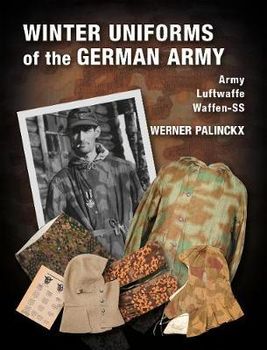 WINTER UNIFORMS
of the GERMAN ARMY
Army
Luftwaffe
Waffen-SS
WERNER PALINCKX